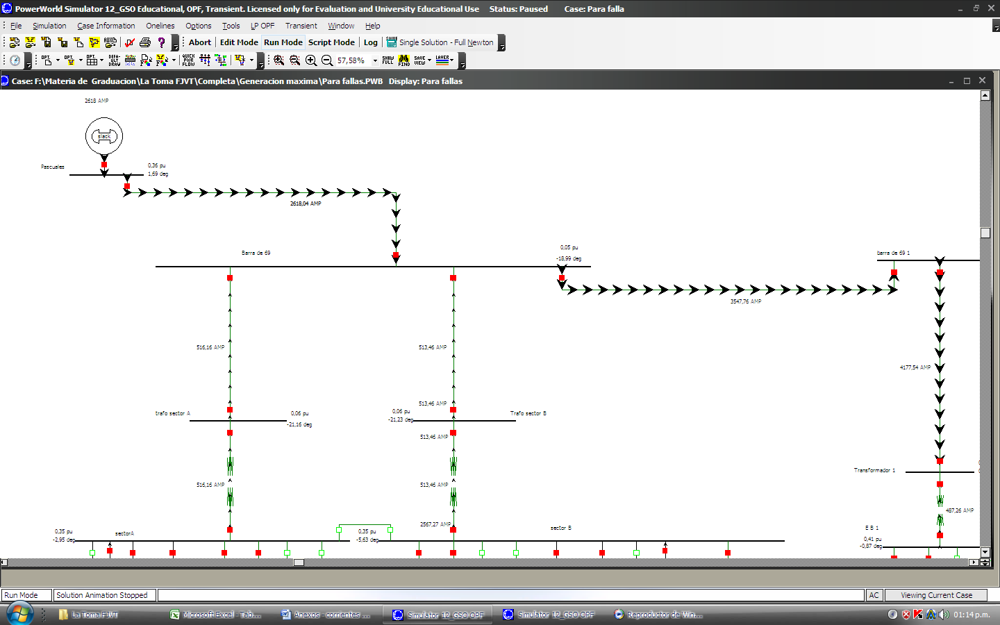 PowerWorld Simulator 12_GSO Educational, OPF, Transient. Licensed only for Evaluation and University Educational Use Status: Paused Case: Para falla
File Simulation Case Information Onelines Options Tools LP OPF Transient Window Help
Abort Edit Mode Run Mode Script Mode Log Single Solution - Full Newton
57,58%
Case: F:\Materia de Graduacion\La Toma FJVT\Completa\Generacion maxima\Para fallas.PWB Display: Para fallas
2618 AMP
slack
Pascuales
0,36 pu
1,69 deg
2618,04 AMP
Barra de 69
0,05 pu
-18,99 deg
barra de 69 1
3547,76 AMP
516,16 AMP
513,46 AMP
4177,54 AMP
513,46 AMP
trafo sector A
0,06 pu
-21,16 deg
0,06 pu
-21,23 deg
Trafo sector B
513,46 AMP
Transformador 1
516,16 AMP
513,46 AMP
487,26 AMP
2567,27 AMP
0,35 pu
-2,95 deg
sectorA
0,35 pu
-5,63 deg
sector B
E B 1
0,41 pu
-0,87 deg
Run Mode Solution Animation Stopped AC Viewing Current Case
La Toma FJVT Microsoft Excel - Tab... Anexos - corrientes ... Simulator 12_GSO OPF Simulator 12_GSO OPF Reproductor de Win... 01:14 p.m.